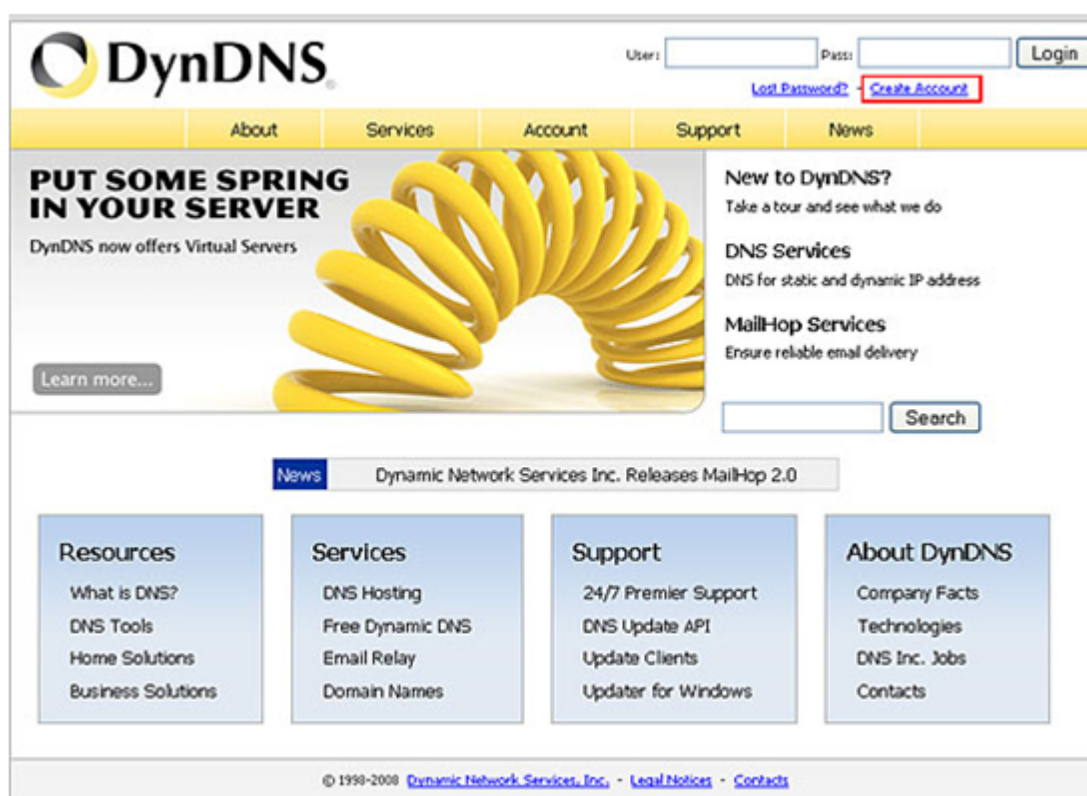 DynDNS
User: Pass: Login
Lost Password? - Create Account
About Services Account Support News
PUT SOME SPRING
IN YOUR SERVER
DynDNS now offers Virtual Servers
Learn more...
New to DynDNS?
Take a tour and see what we do
DNS Services
DNS for static and dynamic IP address
MailHop Services
Ensure reliable email delivery
Search
News Dynamic Network Services Inc. Releases MailHop 2.0
Resources
What is DNS?
DNS Tools
Home Solutions
Business Solutions
Services
DNS Hosting
Free Dynamic DNS
Email Relay
Domain Names
Support
24/7 Premier Support
DNS Update API
Update Clients
Updater for Windows
About DynDNS
Company Facts
Technologies
DNS Inc. Jobs
Contacts
© 1998-2008 Dynamic Network Services, Inc. - Legal Notices - Contacts